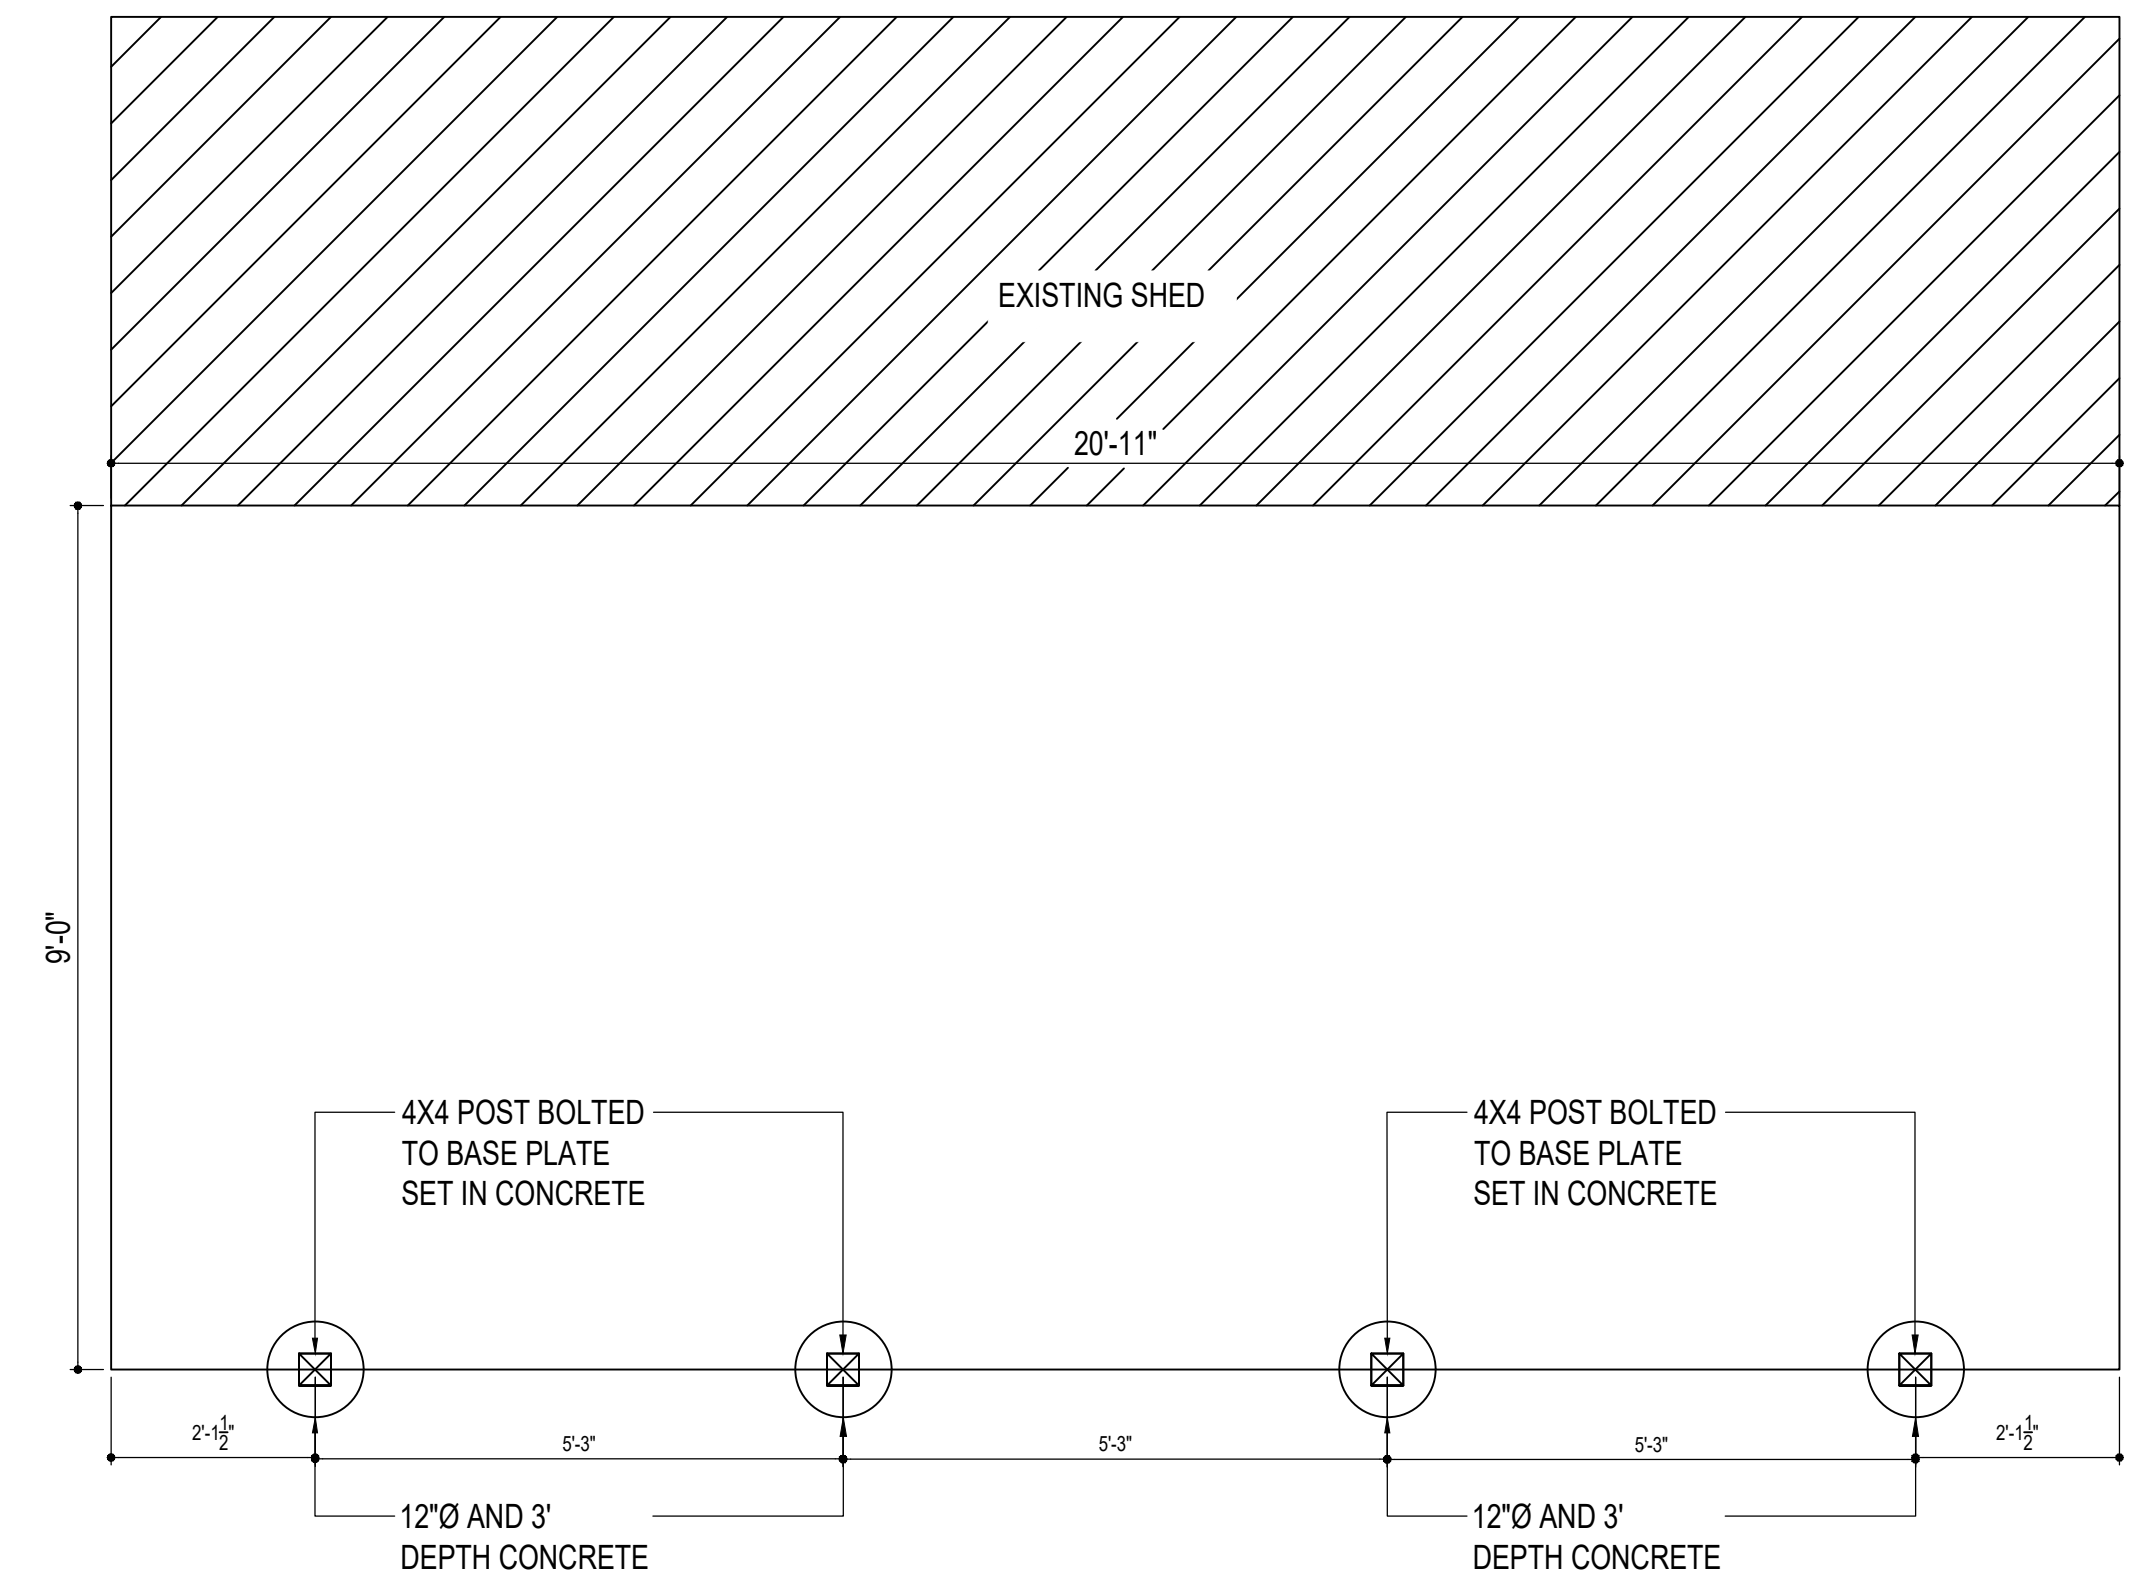 EXISTING SHED
20'-11"
9'-0"
4X4 POST BOLTED
TO BASE PLATE
SET IN CONCRETE
4X4 POST BOLTED
TO BASE PLATE
SET IN CONCRETE
2'-1½"
5'-3"
5'-3"
5'-3"
2'-1½"
12"Ø AND 3'
DEPTH CONCRETE
12"Ø AND 3'
DEPTH CONCRETE